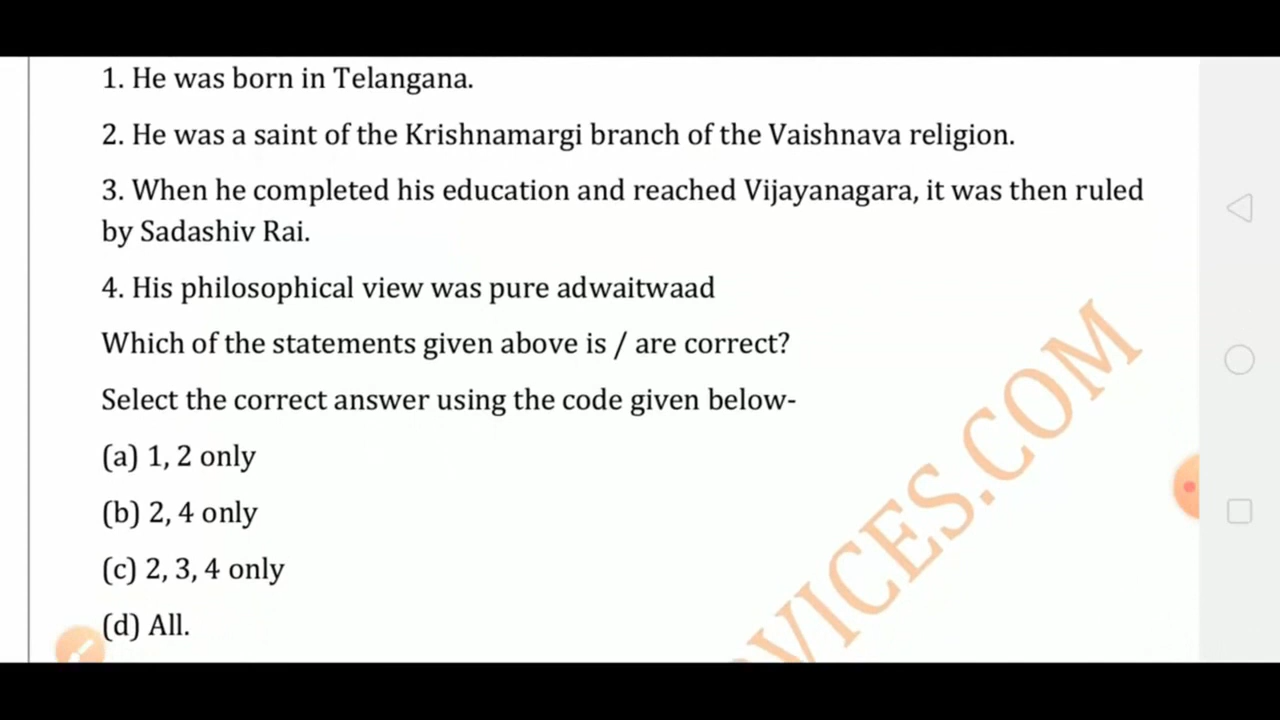 1. He was born in Telangana.
2. He was a saint of the Krishnamargi branch of the Vaishnava religion.
3. When he completed his education and reached Vijayanagara, it was then ruled
by Sadashiv Rai.
4. His philosophical view was pure adwaitwaad
Which of the statements given above is / are correct?
Select the correct answer using the code given below-
(a) 1, 2 only
(b) 2, 4 only
(c) 2, 3, 4 only
(d) All.
VICES.COM